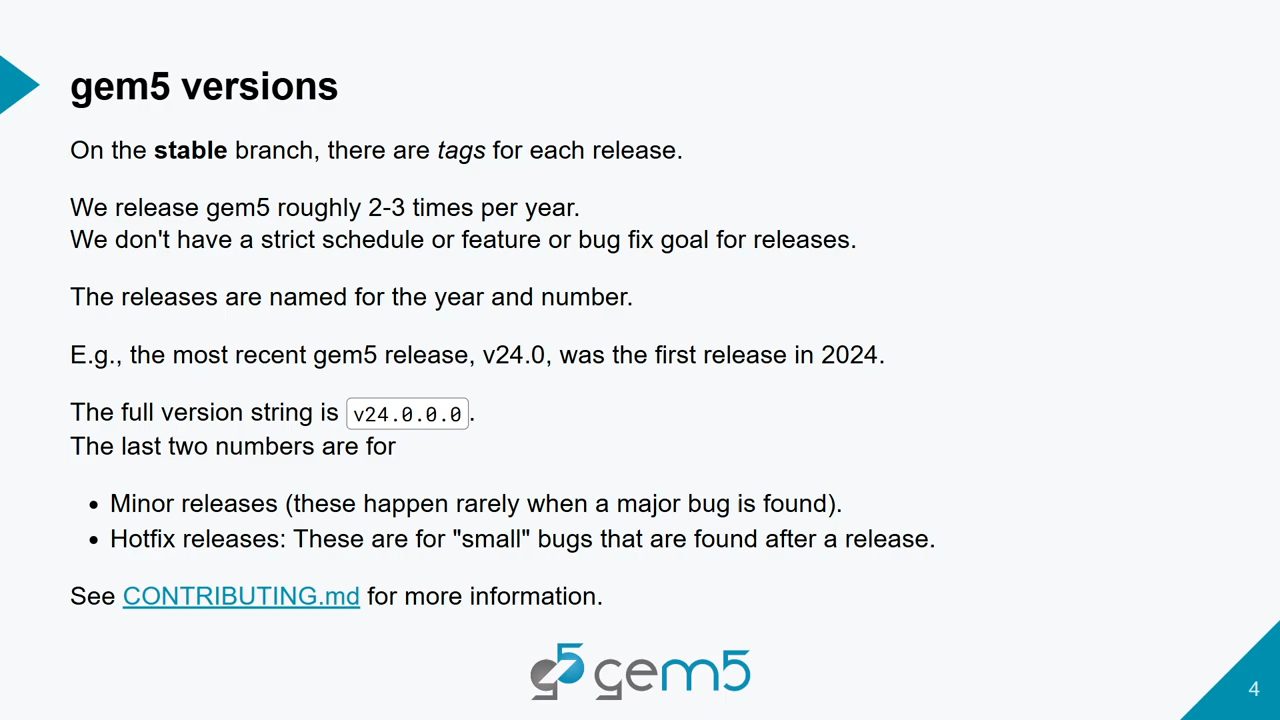 gem5 versions
On the stable branch, there are tags for each release.
We release gem5 roughly 2-3 times per year.
We don't have a strict schedule or feature or bug fix goal for releases.
The releases are named for the year and number.
E.g., the most recent gem5 release, v24.0, was the first release in 2024.
The full version string is v24.0.0.0.
The last two numbers are for
• Minor releases (these happen rarely when a major bug is found).
• Hotfix releases: These are for "small" bugs that are found after a release.
See CONTRIBUTING.md for more information.
g5 gem5
4